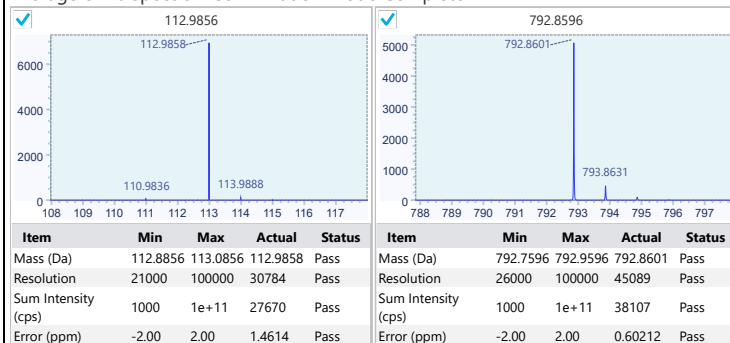 112.9856
112.9858
6000
4000
2000
0
110.9836
113.9888
108 109 110 111 112 113 114 115 116 117
Item Min Max Actual Status
Mass (Da) 112.8856 113.0856 112.9858 Pass
Resolution 21000 100000 30784 Pass
Sum Intensity (cps) 1000 1e+11 27670 Pass
Error (ppm) -2.00 2.00 1.4614 Pass
792.8596
792.8601
5000
4000
3000
2000
1000
0
793.8631
788 789 790 791 792 793 794 795 796 797
Item Min Max Actual Status
Mass (Da) 792.7596 792.9596 792.8601 Pass
Resolution 26000 100000 45089 Pass
Sum Intensity (cps) 1000 1e+11 38107 Pass
Error (ppm) -2.00 2.00 0.60212 Pass